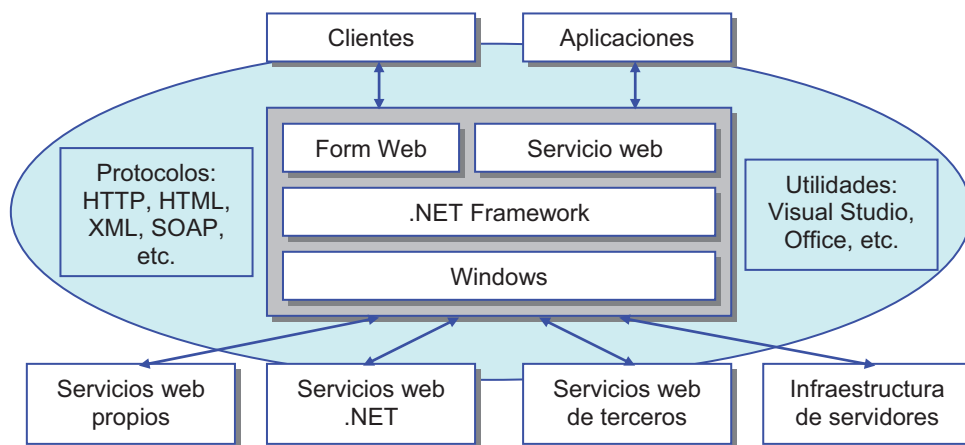 Clientes
Aplicaciones
Form Web
Servicio web
Protocolos:
HTTP, HTML,
XML, SOAP,
etc.
.NET Framework
Utilidades:
Visual Studio,
Office, etc.
Windows
Servicios web
propios
Servicios web
.NET
Servicios web
de terceros
Infraestructura
de servidores